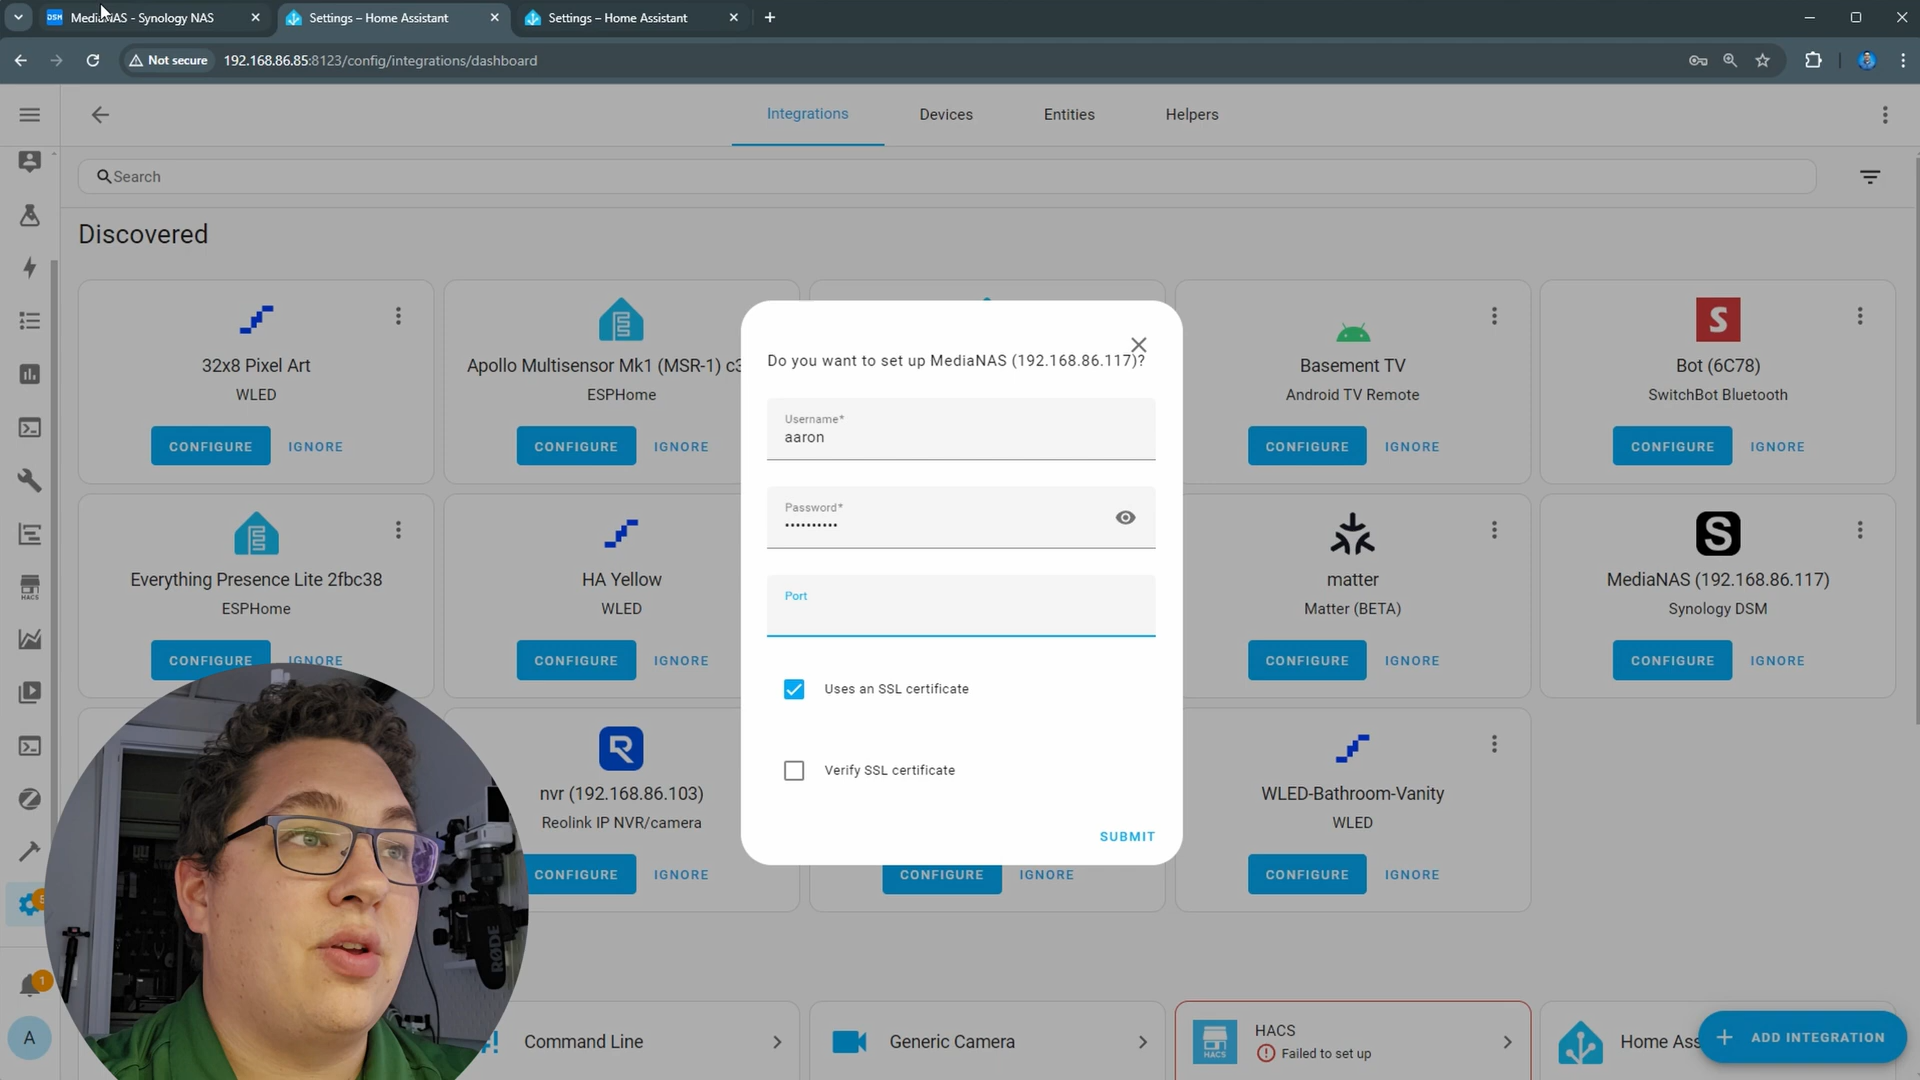 DSM MediaNAS - Synology NAS
Settings – Home Assistant
Settings – Home Assistant
Not secure
192.168.86.85:8123/config/integrations/dashboard
Integrations
Devices
Entities
Helpers
Search
Discovered
32x8 Pixel Art
WLED
CONFIGURE
IGNORE
Apollo Multisensor Mk1 (MSR-1) c3
ESPHome
CONFIGURE
IGNORE
Basement TV
Android TV Remote
CONFIGURE
IGNORE
S
Bot (6C78)
SwitchBot Bluetooth
CONFIGURE
IGNORE
Do you want to set up MediaNAS (192.168.86.117)?
Username*
aaron
Password*
••••••••••
Port
Uses an SSL certificate
Verify SSL certificate
SUBMIT
Everything Presence Lite 2fbc38
ESPHome
CONFIGURE
IGNORE
HA Yellow
WLED
CONFIGURE
IGNORE
matter
Matter (BETA)
CONFIGURE
IGNORE
S
MediaNAS (192.168.86.117)
Synology DSM
CONFIGURE
IGNORE
HACS
R
nvr (192.168.86.103)
Reolink IP NVR/camera
CONFIGURE
IGNORE
CONFIGURE
IGNORE
WLED-Bathroom-Vanity
WLED
CONFIGURE
IGNORE
5
1
A
RØDE
Command Line
Generic Camera
HACS
HACS
Failed to set up
Home Ass
ADD INTEGRATION